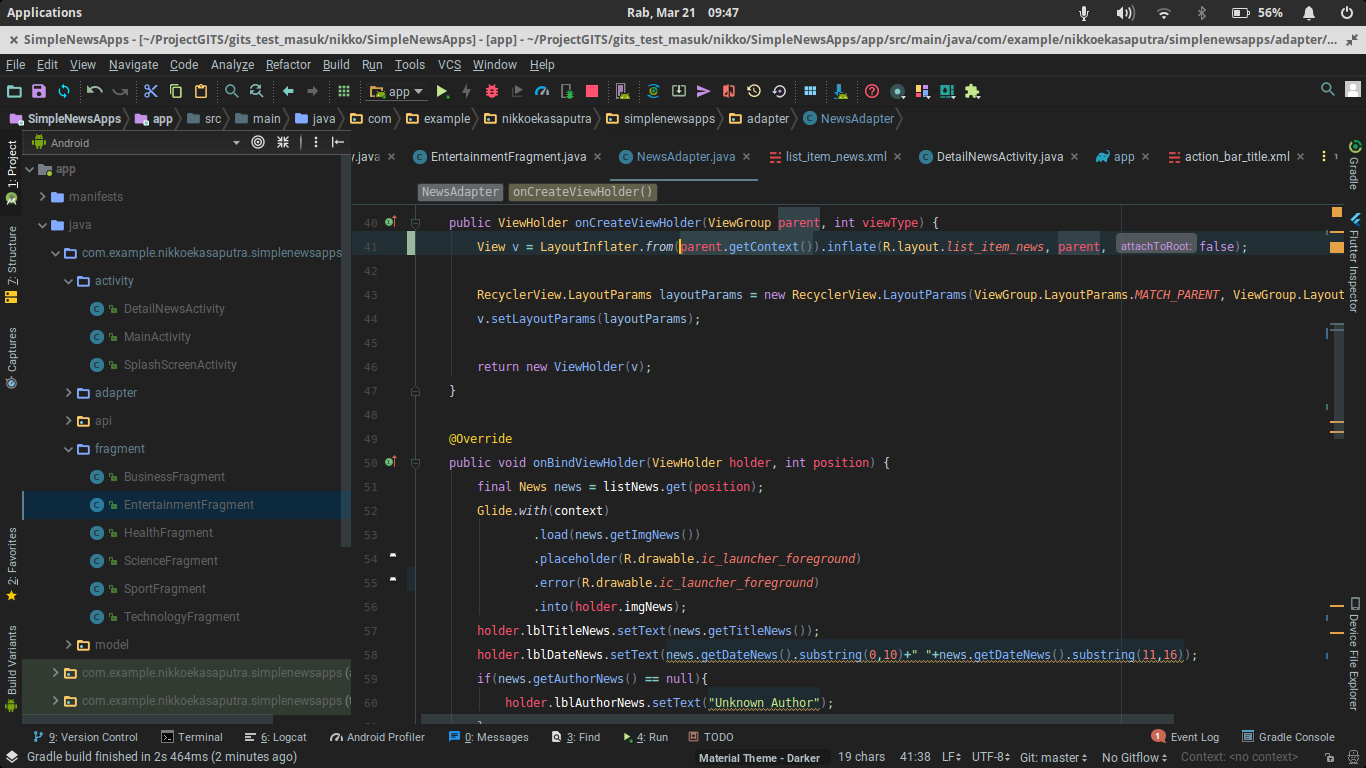 Applications
Rab, Mar 21 09:47
56%
SimpleNewsApps - [~/ProjectGITS/gits_test_masuk/nikko/SimpleNewsApps] - [app] - ~/ProjectGITS/gits_test_masuk/nikko/SimpleNewsApps/app/src/main/java/com/example/nikkoekasaputra/simplenewsapps/adapter/...
File Edit View Navigate Code Analyze Refactor Build Run Tools VCS Window Help
app
SimpleNewsApps app src main java com example nikkoekasaputra simplenewsapps adapter NewsAdapter
Android
y.java EntertainmentFragment.java NewsAdapter.java list_item_news.xml DetailNewsActivity.java app action_bar_title.xml
1: Project
7: Structure
Captures
2: Favorites
Build Variants
app
manifests
java
com.example.nikkoekasaputra.simplenewsapps
activity
DetailNewsActivity
MainActivity
SplashScreenActivity
adapter
api
fragment
BusinessFragment
EntertainmentFragment
HealthFragment
ScienceFragment
SportFragment
TechnologyFragment
model
com.example.nikkoekasaputra.simplenewsapps (
com.example.nikkoekasaputra.simplenewsapps (
NewsAdapter onCreateViewHolder()
40 public ViewHolder onCreateViewHolder(ViewGroup parent, int viewType) {
41 View v = LayoutInflater.from(parent.getContext()).inflate(R.layout.list_item_news, parent, attachToRoot: false);
42
43 RecyclerView.LayoutParams layoutParams = new RecyclerView.LayoutParams(ViewGroup.LayoutParams.MATCH_PARENT, ViewGroup.Layout
44 v.setLayoutParams(layoutParams);
45
46 return new ViewHolder(v);
47 }
48
49 @Override
50 public void onBindViewHolder(ViewHolder holder, int position) {
51 final News news = listNews.get(position);
52 Glide.with(context)
53 .load(news.getImgNews())
54 .placeholder(R.drawable.ic_launcher_foreground)
55 .error(R.drawable.ic_launcher_foreground)
56 .into(holder.imgNews);
57 holder.lblTitleNews.setText(news.getTitleNews());
58 holder.lblDateNews.setText(news.getDateNews().substring(0,10)+" "+news.getDateNews().substring(11,16));
59 if(news.getAuthorNews() == null){
60 holder.lblAuthorNews.setText("Unknown Author");
Gradle
Flutter Inspector
Device File Explorer
9: Version Control Terminal 6: Logcat Android Profiler 0: Messages 3: Find 4: Run TODO 1 Event Log Gradle Console
Gradle build finished in 2s 464ms (2 minutes ago) Material Theme - Darker 19 chars 41:38 LF UTF-8 Git: master No Gitflow Context: <no context>